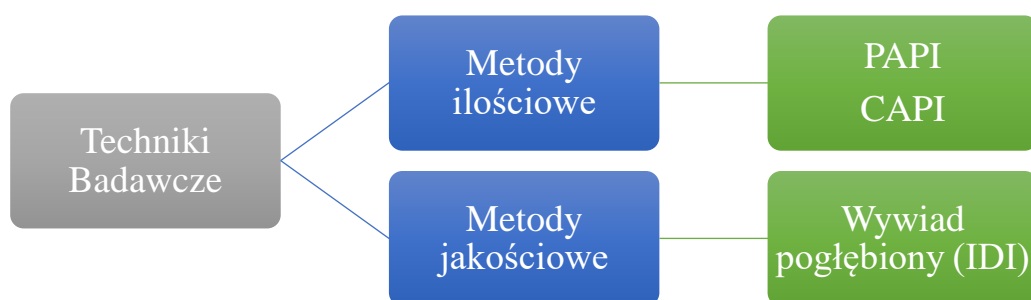 Techniki
Badawcze
Metody
ilościowe
PAPI
CAPI
Metody
jakościowe
Wywiad
pogłębiony (IDI)